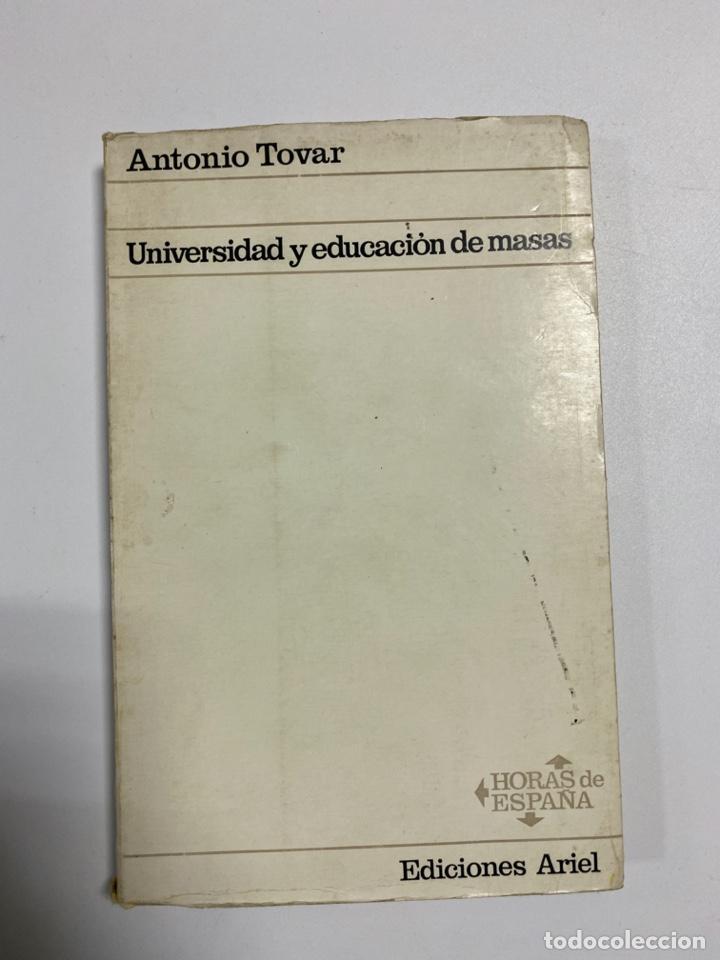 Antonio Tovar
Universidad y educación de masas
HORAS de
ESPAÑA
Ediciones Ariel
todocoleccion